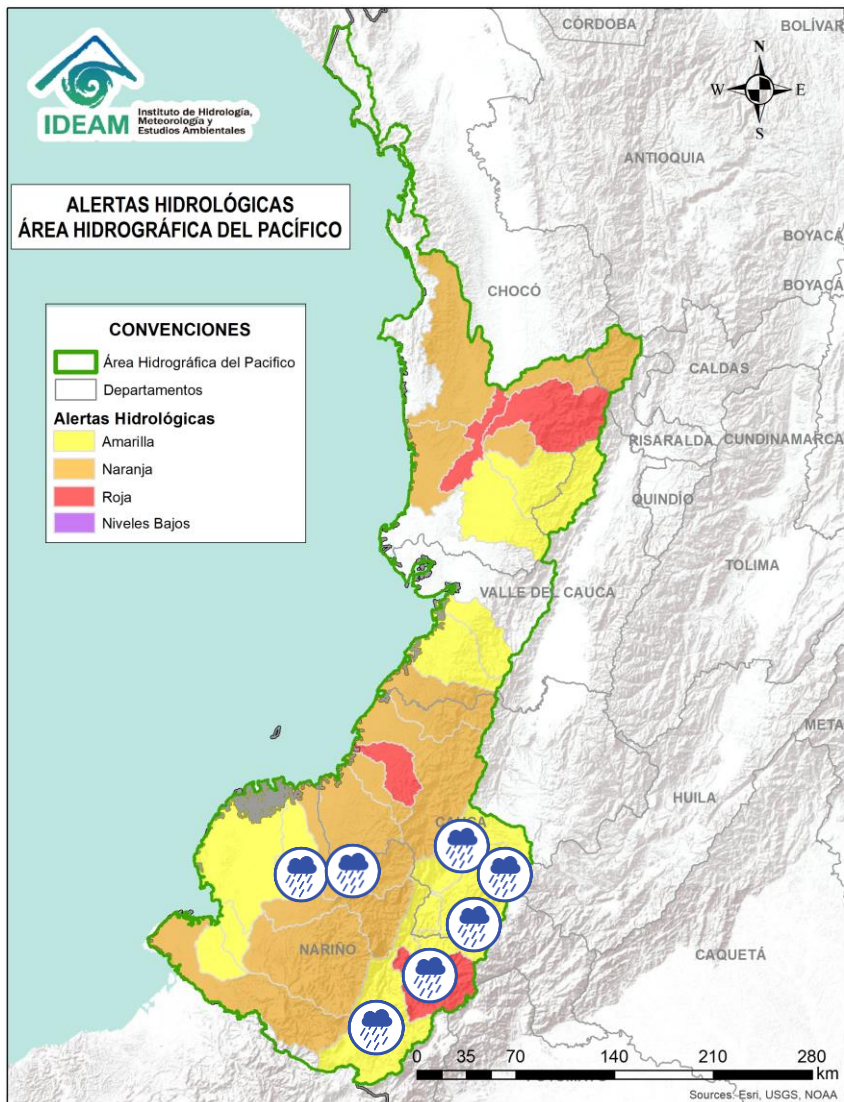 CÓRDOBA
BOLÍVAR
IDEAM
Instituto de Hidrología,
Meteorología y
Estudios Ambientales
N
W
E
S
ANTIOQUIA
ALERTAS HIDROLÓGICAS
ÁREA HIDROGRÁFICA DEL PACÍFICO
BOYACÁ
BOYACÁ
CHOCÓ
CONVENCIONES
Área Hidrográfica del Pacifico
Departamentos
Alertas Hidrológicas
Amarilla
Naranja
Roja
Niveles Bajos
CALDAS
RISARALDA
CUNDINAMARCA
QUINDÍO
TOLIMA
VALLE DEL CAUCA
META
HUILA
CAUCA
NARIÑO
CAQUETÁ
0 35 70 140 210 280
km
Sources: Esri, USGS, NOAA